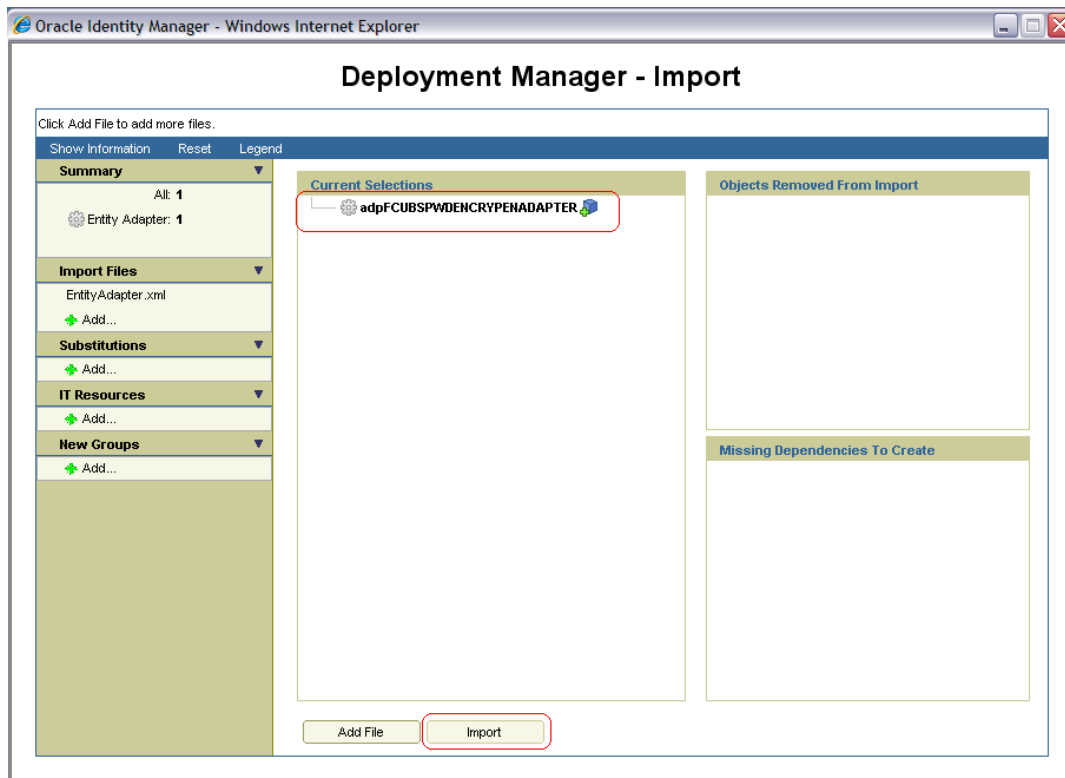 Oracle Identity Manager - Windows Internet Explorer
Deployment Manager - Import
Click Add File to add more files.
Show Information Reset Legend
Summary
All: 1
Entity Adapter: 1
Import Files
EntityAdapter.xml
Add...
Substitutions
Add...
IT Resources
Add...
New Groups
Add...
Current Selections
adpFCUBSPWDENCRYPENADAPTER
Objects Removed From Import
Missing Dependencies To Create
Add File
Import